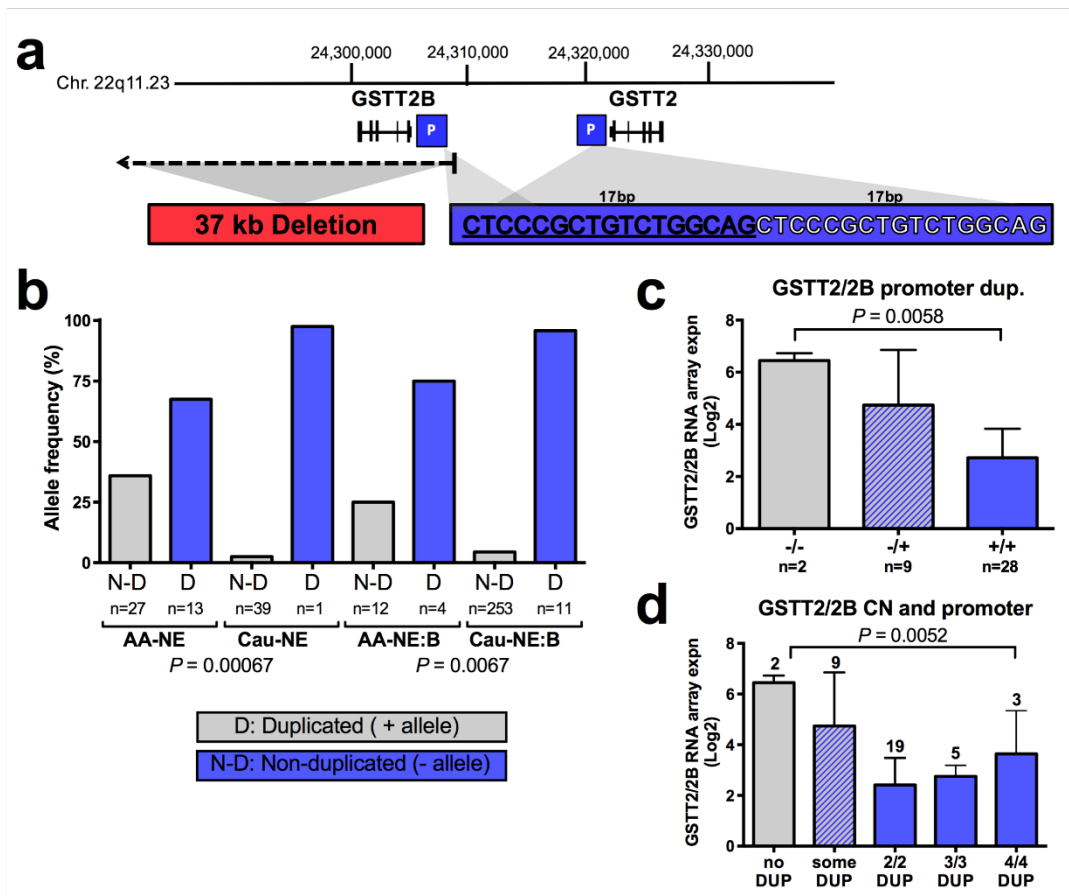 a
24,300,000 24,310,000 24,320,000 24,330,000
Chr. 22q11.23
GSTT2B GSTT2
P P
17bp 17bp
37 kb Deletion
CTCCCGCTGTCTGGCAGCTCCCGCTGTCTGGCAG
b
Allele frequency (%)
100
75
50
25
0
N-D D N-D D N-D D N-D D
n=27 n=13 n=39 n=1 n=12 n=4 n=253 n=11
AA-NE Cau-NE AA-NE:B Cau-NE:B
P = 0.00067 P = 0.0067
D: Duplicated ( + allele)
N-D: Non-duplicated (- allele)
c
GSTT2/2B promoter dup.
P = 0.0058
GSTT2/2B RNA array expn
(Log2)
8
6
4
2
0
-/- -/+ +/+
n=2 n=9 n=28
d
GSTT2/2B CN and promoter
P = 0.0052
GSTT2/2B RNA array expn
(Log2)
8
6
4
2
0
2 9 19 5 3
no some 2/2 3/3 4/4
DUP DUP DUP DUP DUP